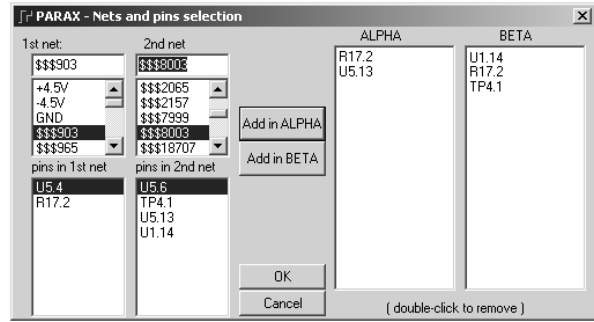 PARAX - Nets and pins selection
1st net:
2nd net
ALPHA
BETA
$$$903
$$$8003
+4.5V
-4.5V
GND
$$$903
$$$965
$$$2065
$$$2157
$$$7999
$$$8003
$$$18707
pins in 1st net
pins in 2nd net
U5.4
R17.2
U5.6
TP4.1
U5.13
U1.14
Add in ALPHA
Add in BETA
OK
Cancel
R17.2
U5.13
U1.14
R17.2
TP4.1
( double-click to remove )